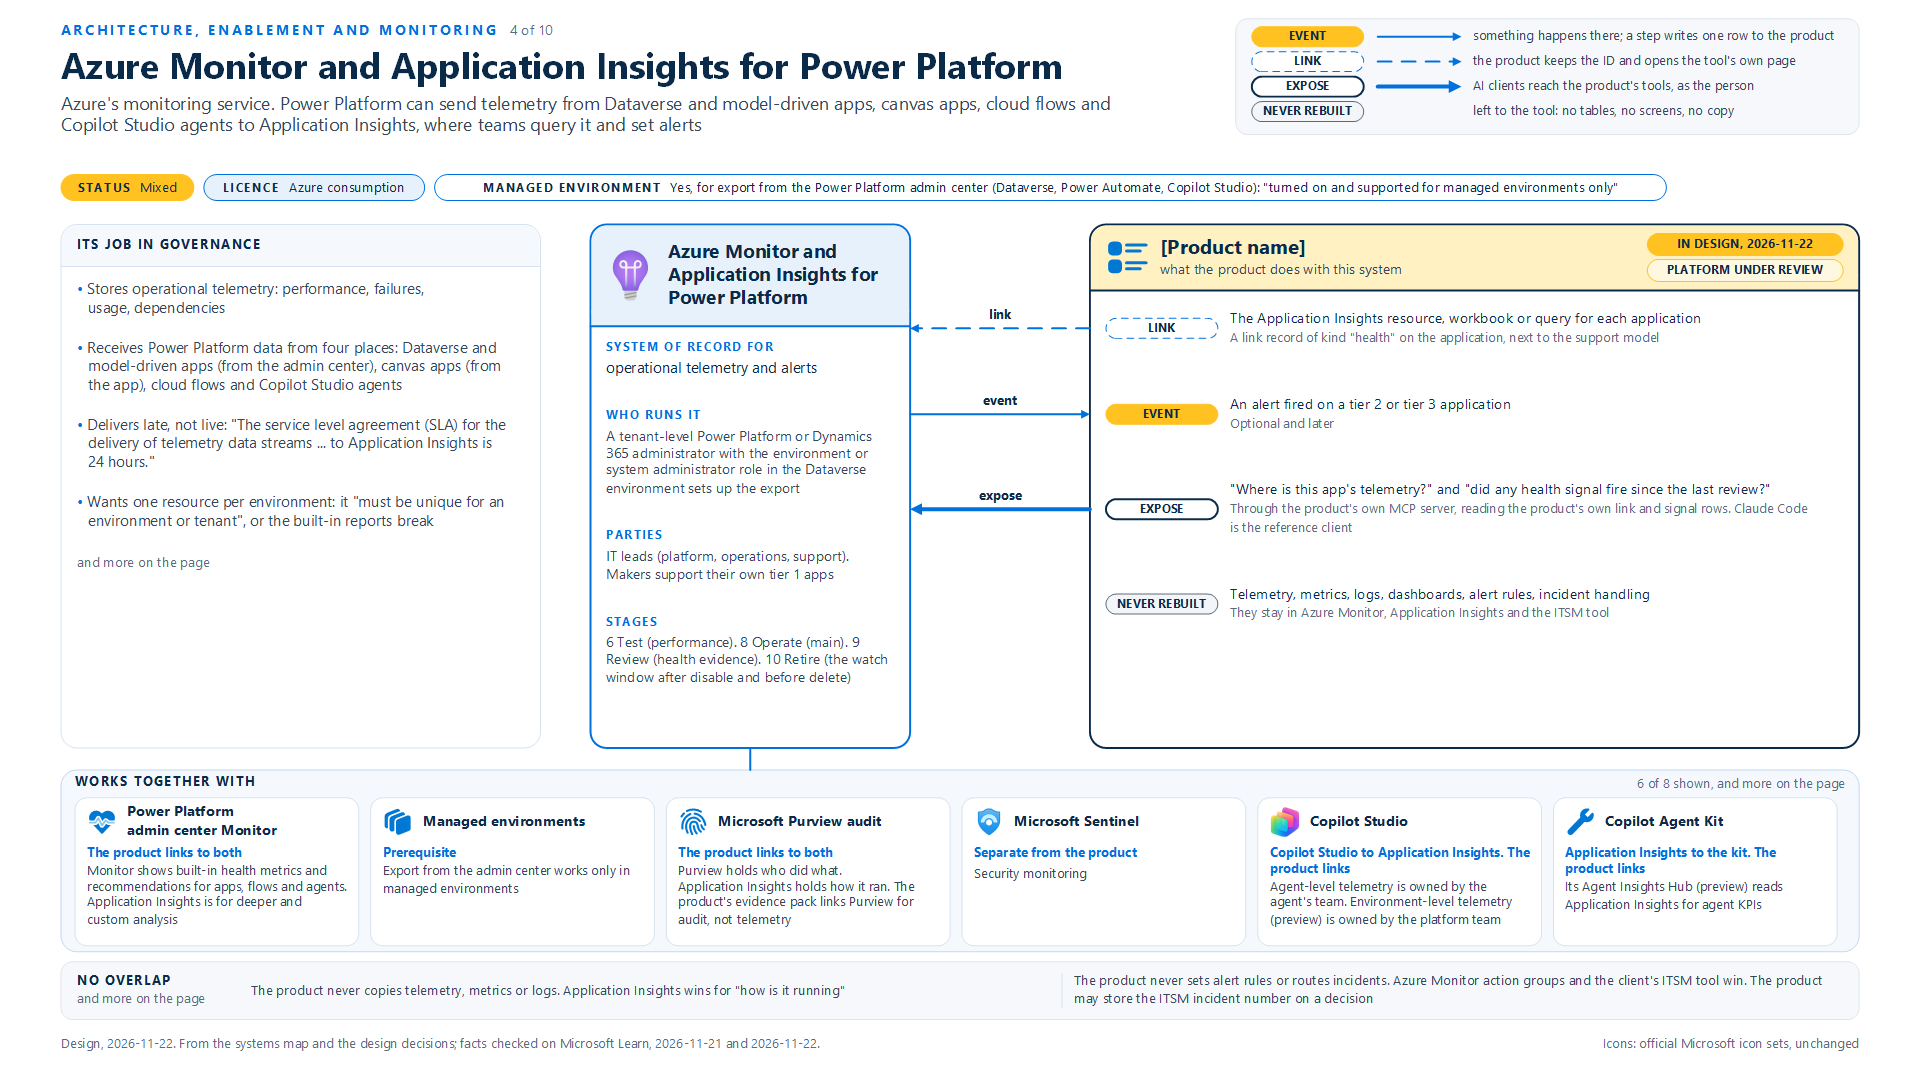 ARCHITECTURE, ENABLEMENT AND MONITORING 4 of 10
Azure Monitor and Application Insights for Power Platform
Azure's monitoring service. Power Platform can send telemetry from Dataverse and model-driven apps, canvas apps, cloud flows and
Copilot Studio agents to Application Insights, where teams query it and set alerts
EVENT something happens there; a step writes one row to the product
LINK the product keeps the ID and opens the tool's own page
EXPOSE AI clients reach the product's tools, as the person
NEVER REBUILT left to the tool: no tables, no screens, no copy
STATUS Mixed
LICENCE Azure consumption
MANAGED ENVIRONMENT Yes, for export from the Power Platform admin center (Dataverse, Power Automate, Copilot Studio): "turned on and supported for managed environments only"
ITS JOB IN GOVERNANCE
• Stores operational telemetry: performance, failures,
usage, dependencies
• Receives Power Platform data from four places: Dataverse and
model-driven apps (from the admin center), canvas apps (from
the app), cloud flows and Copilot Studio agents
• Delivers late, not live: "The service level agreement (SLA) for the
delivery of telemetry data streams ... to Application Insights is
24 hours."
• Wants one resource per environment: it "must be unique for an
environment or tenant", or the built-in reports break
and more on the page
Azure Monitor and
Application Insights for
Power Platform
SYSTEM OF RECORD FOR
operational telemetry and alerts
WHO RUNS IT
A tenant-level Power Platform or Dynamics
365 administrator with the environment or
system administrator role in the Dataverse
environment sets up the export
PARTIES
IT leads (platform, operations, support).
Makers support their own tier 1 apps
STAGES
6 Test (performance). 8 Operate (main). 9
Review (health evidence). 10 Retire (the watch
window after disable and before delete)
link
event
expose
[Product name]
what the product does with this system
IN DESIGN, 2026-11-22
PLATFORM UNDER REVIEW
LINK
The Application Insights resource, workbook or query for each application
A link record of kind "health" on the application, next to the support model
EVENT
An alert fired on a tier 2 or tier 3 application
Optional and later
EXPOSE
"Where is this app's telemetry?" and "did any health signal fire since the last review?"
Through the product's own MCP server, reading the product's own link and signal rows. Claude Code
is the reference client
NEVER REBUILT
Telemetry, metrics, logs, dashboards, alert rules, incident handling
They stay in Azure Monitor, Application Insights and the ITSM tool
WORKS TOGETHER WITH
6 of 8 shown, and more on the page
Power Platform
admin center Monitor
The product links to both
Monitor shows built-in health metrics and
recommendations for apps, flows and agents.
Application Insights is for deeper and
custom analysis
Managed environments
Prerequisite
Export from the admin center works only in
managed environments
Microsoft Purview audit
The product links to both
Purview holds who did what.
Application Insights holds how it ran. The
product's evidence pack links Purview for
audit, not telemetry
Microsoft Sentinel
Separate from the product
Security monitoring
Copilot Studio
Copilot Studio to Application Insights. The
product links
Agent-level telemetry is owned by the
agent's team. Environment-level telemetry
(preview) is owned by the platform team
Copilot Agent Kit
Application Insights to the kit. The
product links
Its Agent Insights Hub (preview) reads
Application Insights for agent KPIs
NO OVERLAP
and more on the page
The product never copies telemetry, metrics or logs. Application Insights wins for "how is it running"
The product never sets alert rules or routes incidents. Azure Monitor action groups and the client's ITSM tool win. The product
may store the ITSM incident number on a decision
Design, 2026-11-22. From the systems map and the design decisions; facts checked on Microsoft Learn, 2026-11-21 and 2026-11-22.
Icons: official Microsoft icon sets, unchanged